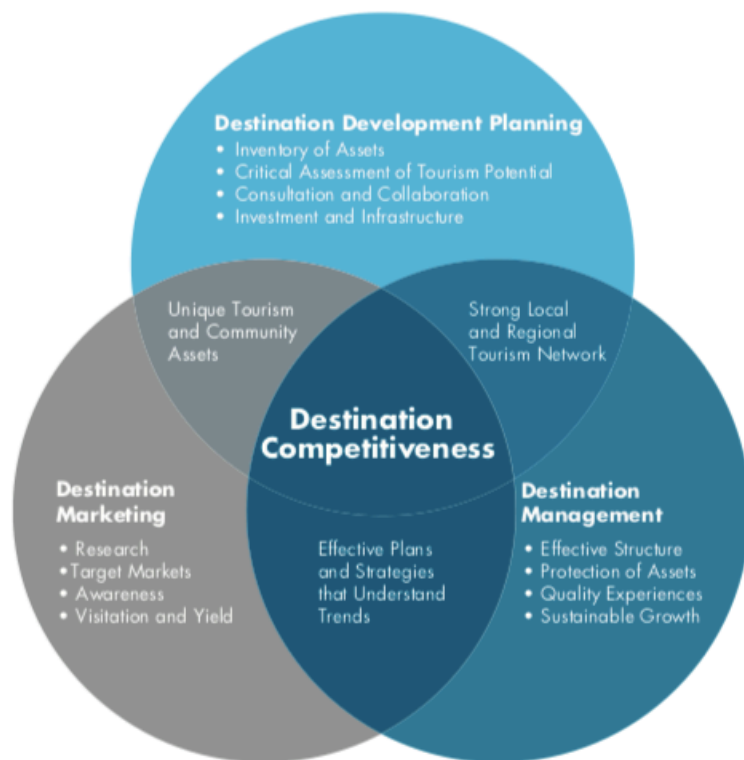 Destination Development Planning
• Inventory of Assets
• Critical Assessment of Tourism Potential
• Consultation and Collaboration
• Investment and Infrastructure
Unique Tourism
and Community
Assets
Strong Local
and Regional
Tourism Network
Destination
Competitiveness
Destination
Marketing
• Research
•Target Markets
• Awareness
• Visitation and Yield
Effective Plans
and Strategies
that Understand
Trends
Destination
Management
• Effective Structure
• Protection of Assets
• Quality Experiences
• Sustainable Growth